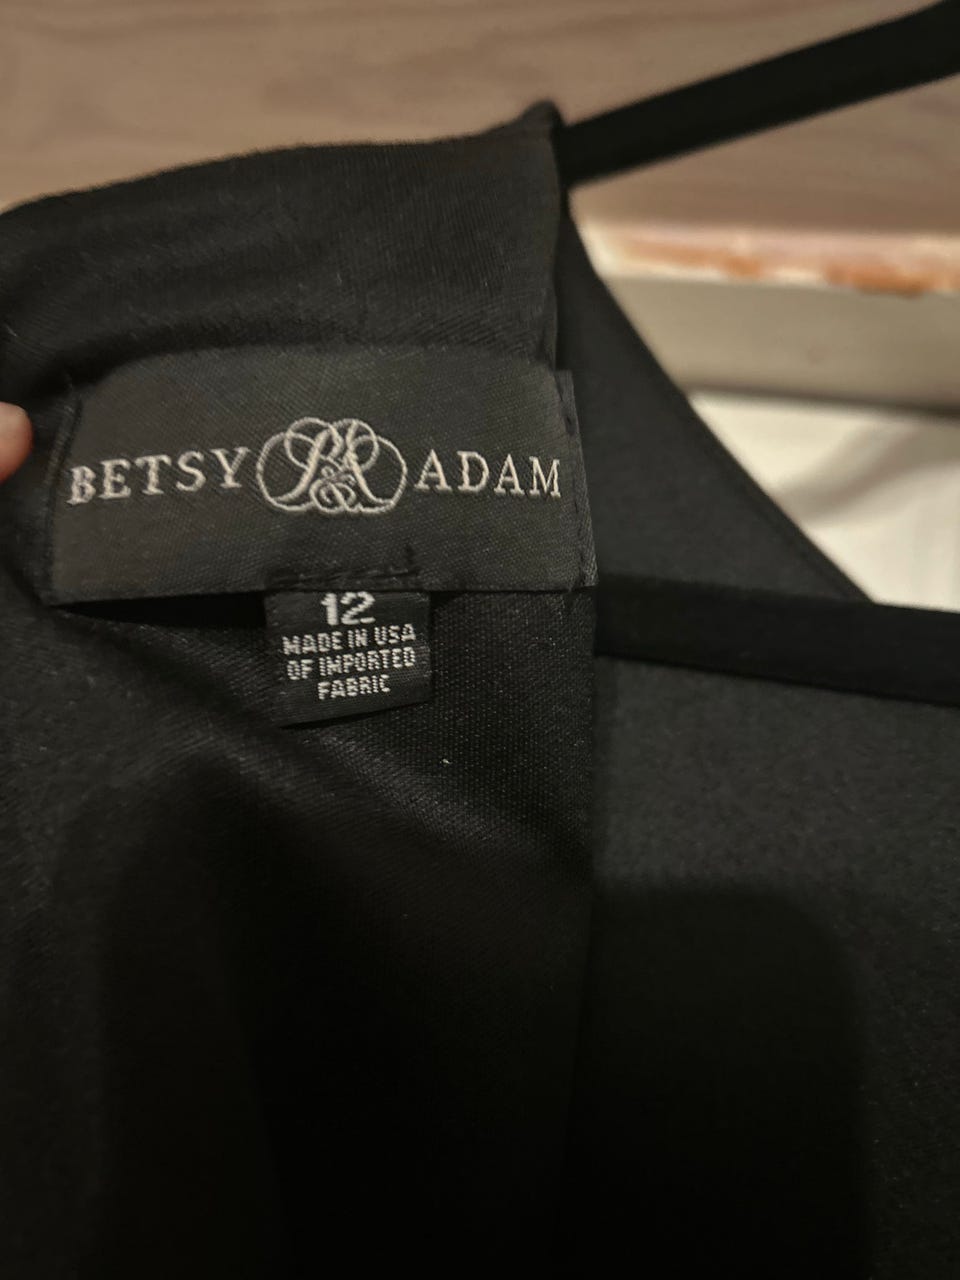 BETSY B&A ADAM
12
MADE IN USA
OF IMPORTED
FABRIC